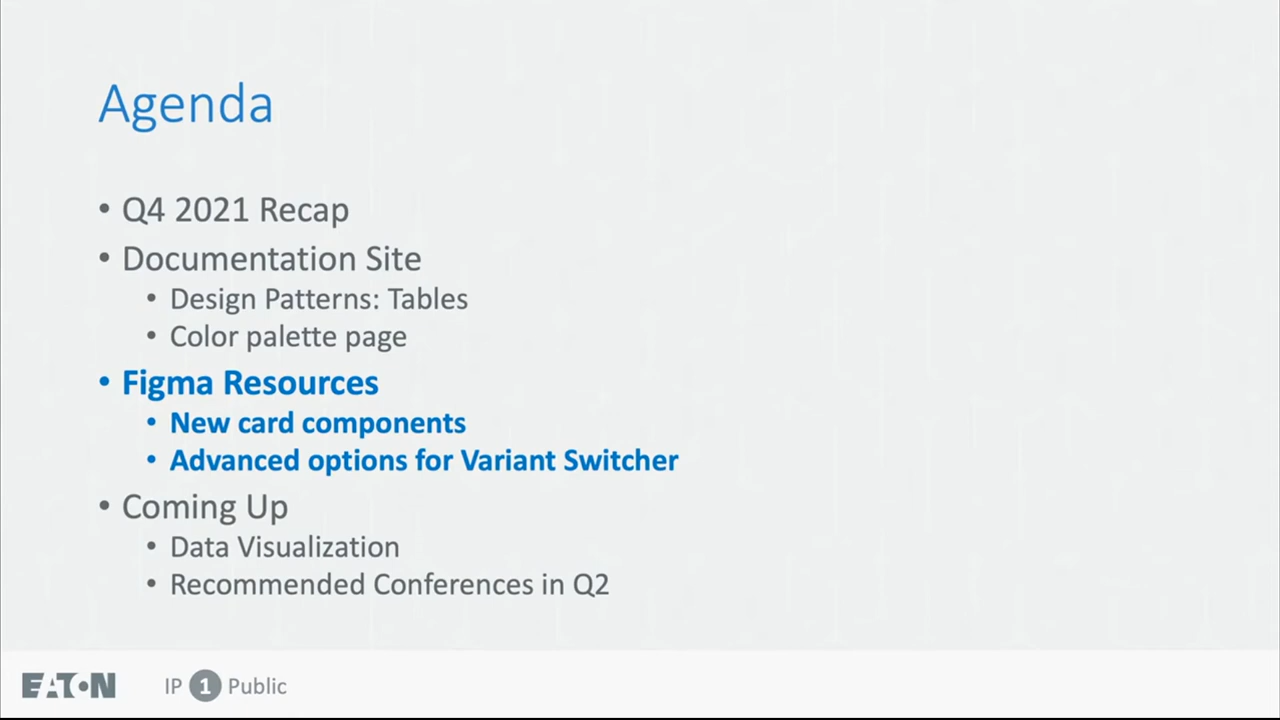 Agenda
• Q4 2021 Recap
• Documentation Site
• Design Patterns: Tables
• Color palette page
• Figma Resources
• New card components
• Advanced options for Variant Switcher
• Coming Up
• Data Visualization
• Recommended Conferences in Q2
EATON IP 1 Public